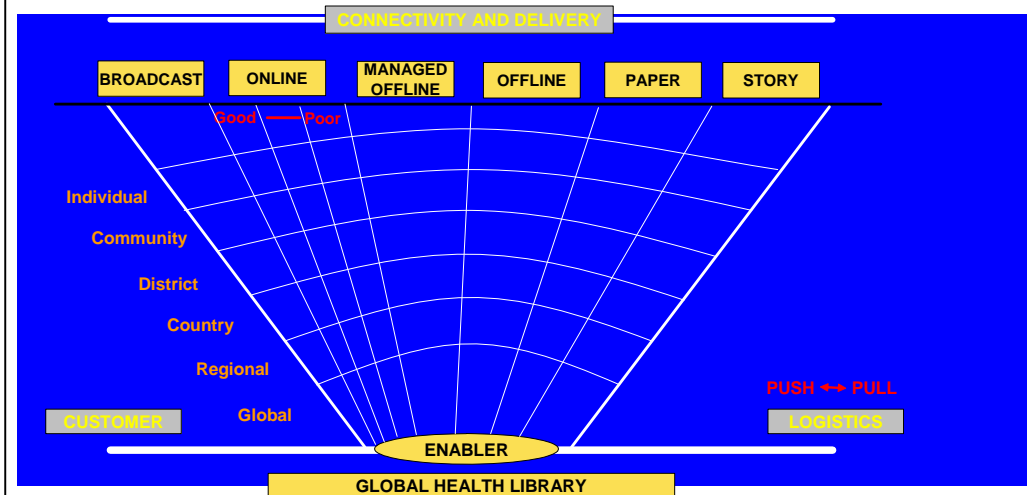 CONNECTIVITY AND DELIVERY
BROADCAST
ONLINE
MANAGED
OFFLINE
OFFLINE
PAPER
STORY
Good
Poor
Individual
Community
District
Country
Regional
Global
PUSH
PULL
CUSTOMER
LOGISTICS
ENABLER
GLOBAL HEALTH LIBRARY